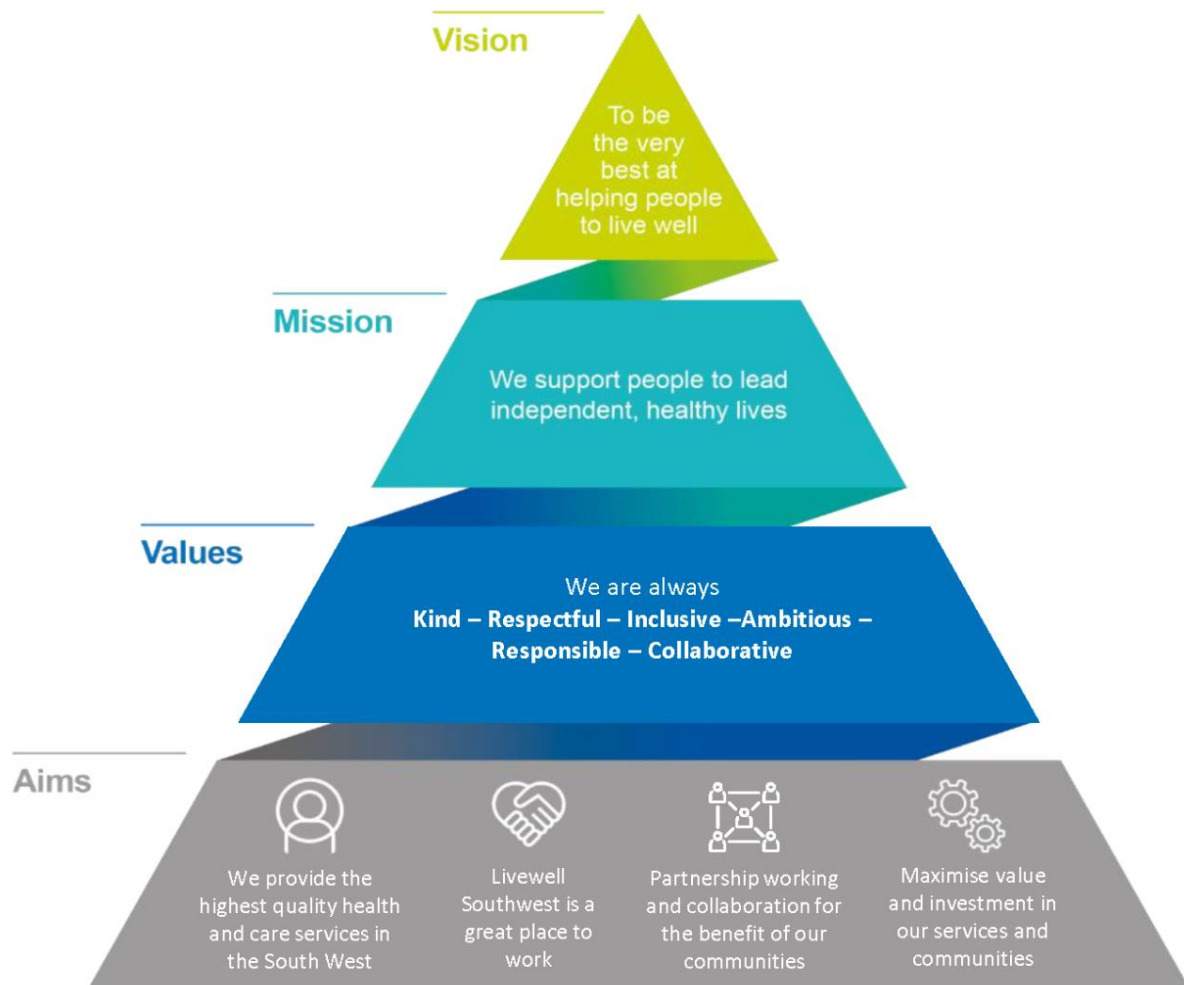 Vision
To be
the very
best at
helping people
to live well
Mission
We support people to lead
independent, healthy lives
Values
We are always
Kind – Respectful – Inclusive –Ambitious –
Responsible – Collaborative
Aims
We provide the
highest quality health
and care services in
the South West
Livewell
Southwest is a
great place to
work
Partnership working
and collaboration for
the benefit of our
communities
Maximise value
and investment in
our services and
communities